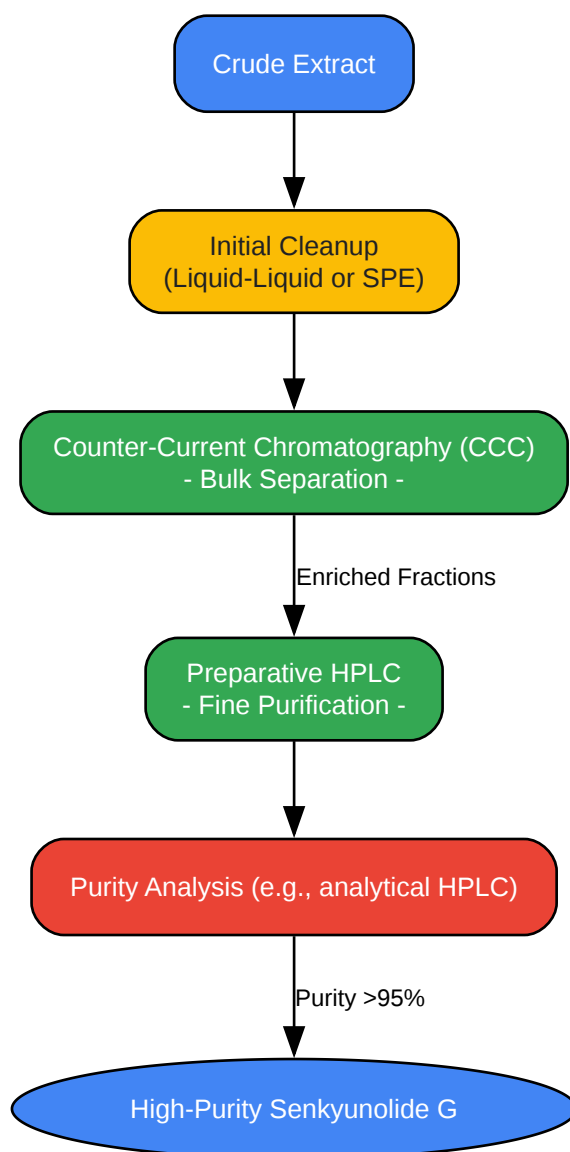 Crude Extract
Initial Cleanup
(Liquid-Liquid or SPE)
Counter-Current Chromatography (CCC)
- Bulk Separation -
Enriched Fractions
Preparative HPLC
- Fine Purification -
Purity Analysis (e.g., analytical HPLC)
Purity >95%
High-Purity Senkyunolide G